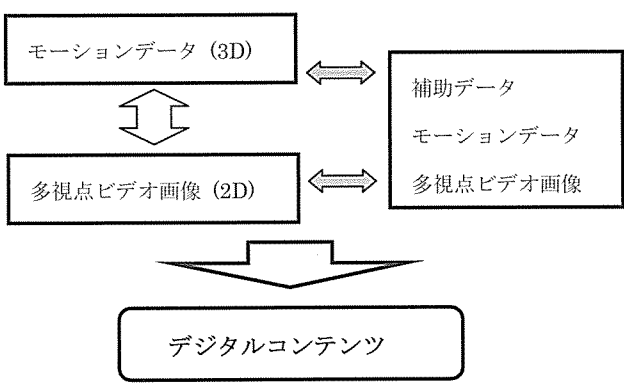 モーションデータ (3D)
補助データ
モーションデータ
多視点ビデオ画像
多視点ビデオ画像 (2D)
デジタルコンテンツ